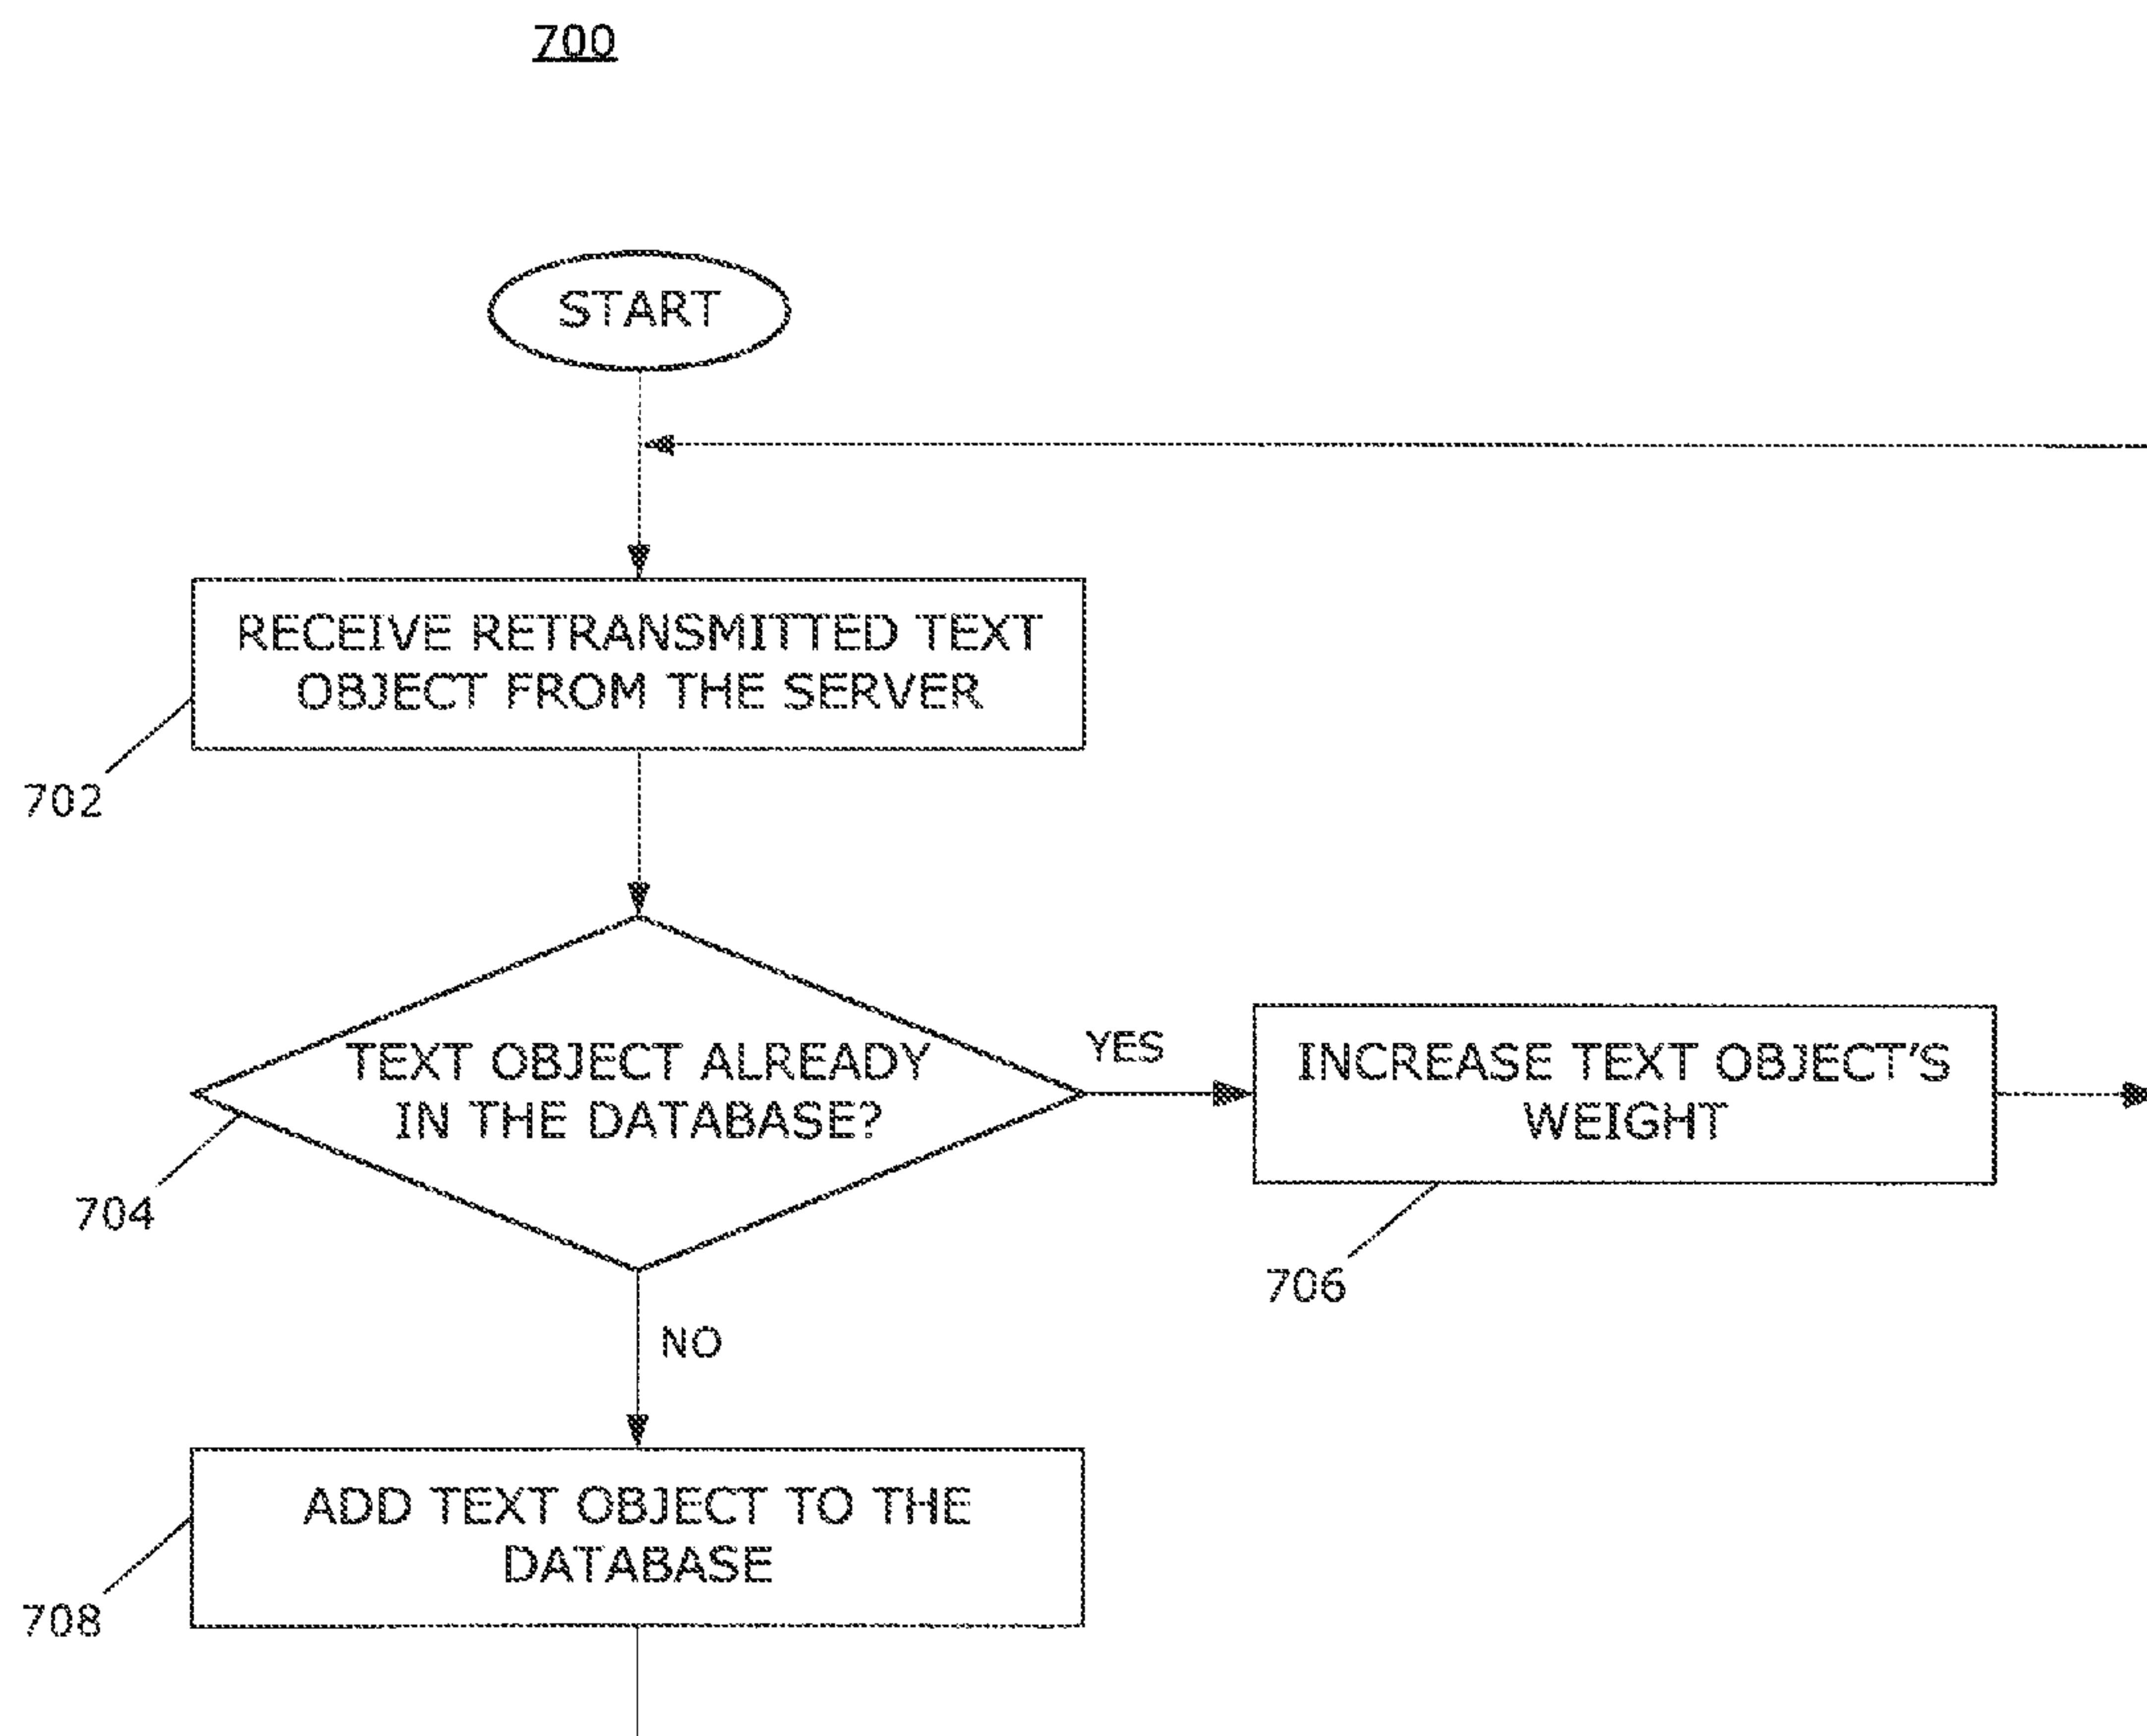 700
START
RECEIVE RETRANSMITTED TEXT
OBJECT FROM THE SERVER
702
TEXT OBJECT ALREADY
IN THE DATABASE?
704
YES
INCREASE TEXT OBJECT'S
WEIGHT
706
NO
ADD TEXT OBJECT TO THE
DATABASE
708